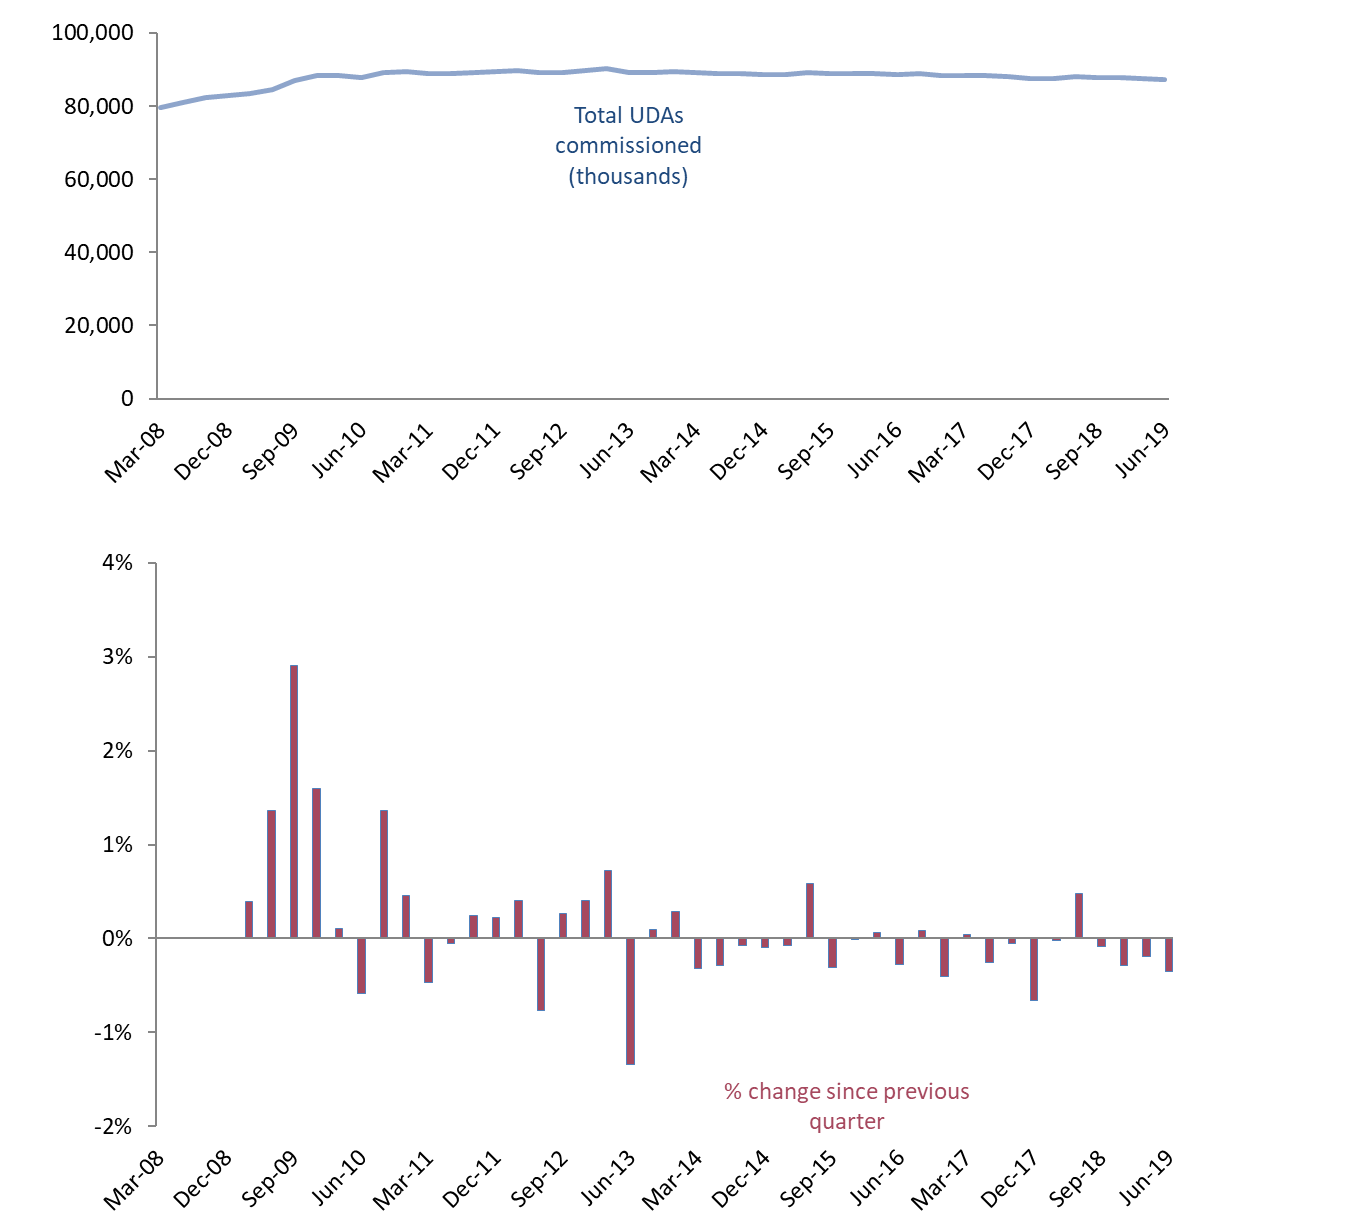 100,000
80,000
60,000
40,000
20,000
0
Total UDAs
commissioned
(thousands)
Mar-08
Dec-08
Sep-09
Jun-10
Mar-11
Dec-11
Sep-12
Jun-13
Mar-14
Dec-14
Sep-15
Jun-16
Mar-17
Dec-17
Sep-18
Jun-19
4%
3%
2%
1%
0%
-1%
-2%
% change since previous
quarter
Mar-08
Dec-08
Sep-09
Jun-10
Mar-11
Dec-11
Sep-12
Jun-13
Mar-14
Dec-14
Sep-15
Jun-16
Mar-17
Dec-17
Sep-18
Jun-19